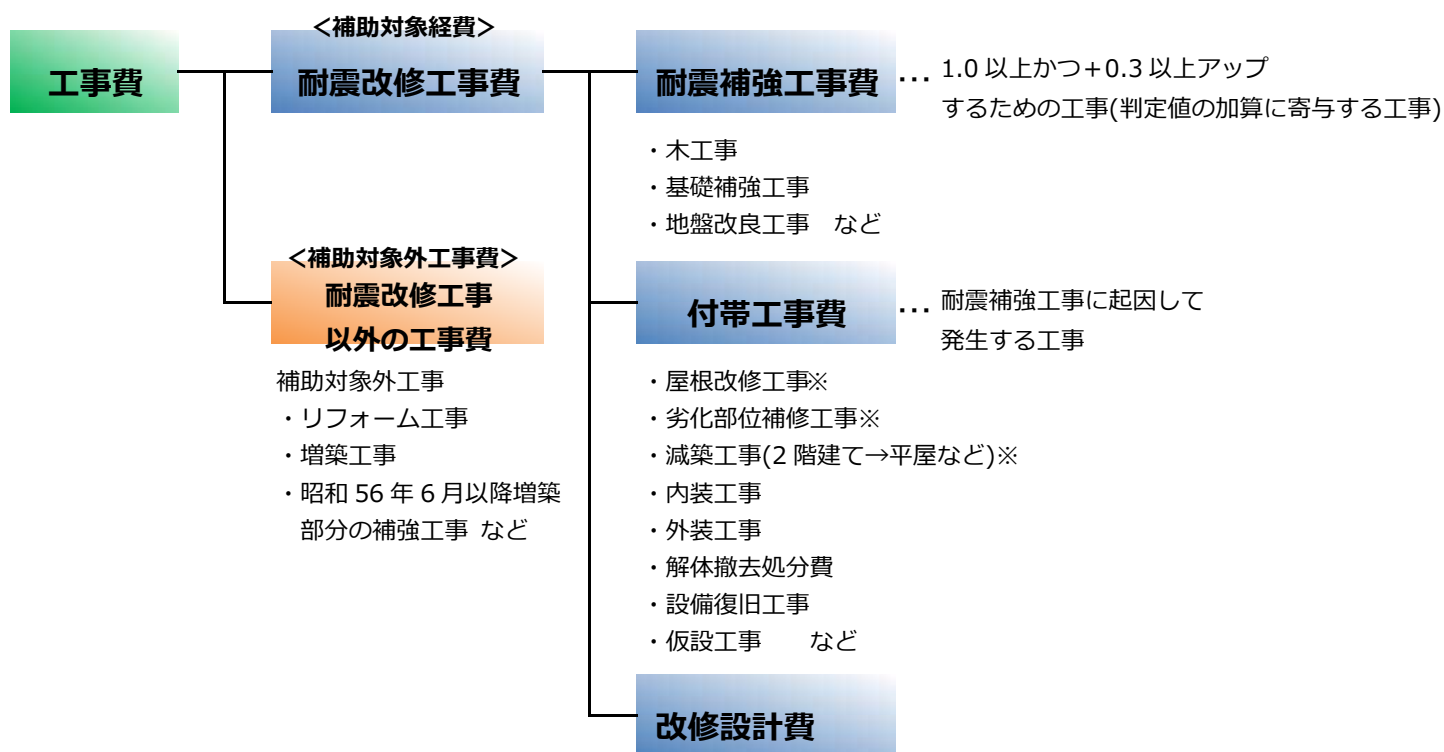 工事費
<補助対象経費>
耐震改修工事費
耐震補強工事費
… 1.0 以上かつ+0.3 以上アップ
するための工事(判定値の加算に寄与する工事)
・木工事
・基礎補強工事
・地盤改良工事 など
<補助対象外工事費>
耐震改修工事
以外の工事費
補助対象外工事
・リフォーム工事
・増築工事
・昭和 56 年 6 月以降増築
部分の補強工事 など
付帯工事費
… 耐震補強工事に起因して
発生する工事
・屋根改修工事※
・劣化部位補修工事※
・減築工事(2 階建て→平屋など)※
・内装工事
・外装工事
・解体撤去処分費
・設備復旧工事
・仮設工事 など
改修設計費